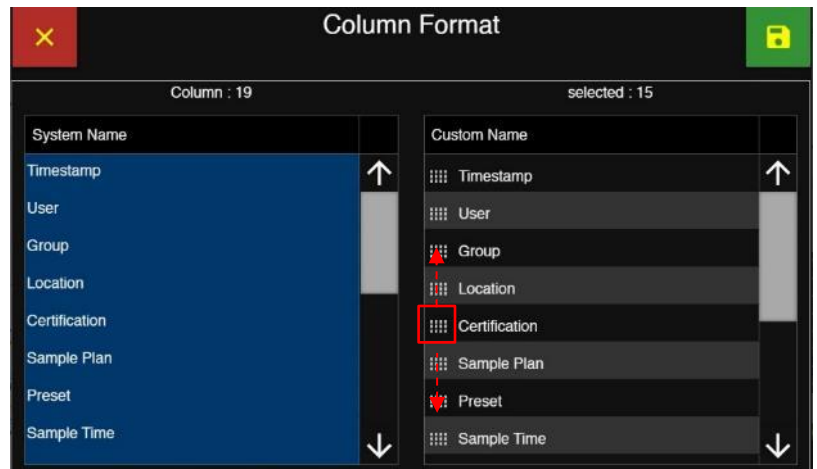 Column Format
Column : 19
selected : 15
System Name
Timestamp
User
Group
Location
Certification
Sample Plan
Preset
Sample Time
Custom Name
Timestamp
User
Group
Location
Certification
Sample Plan
Preset
Sample Time